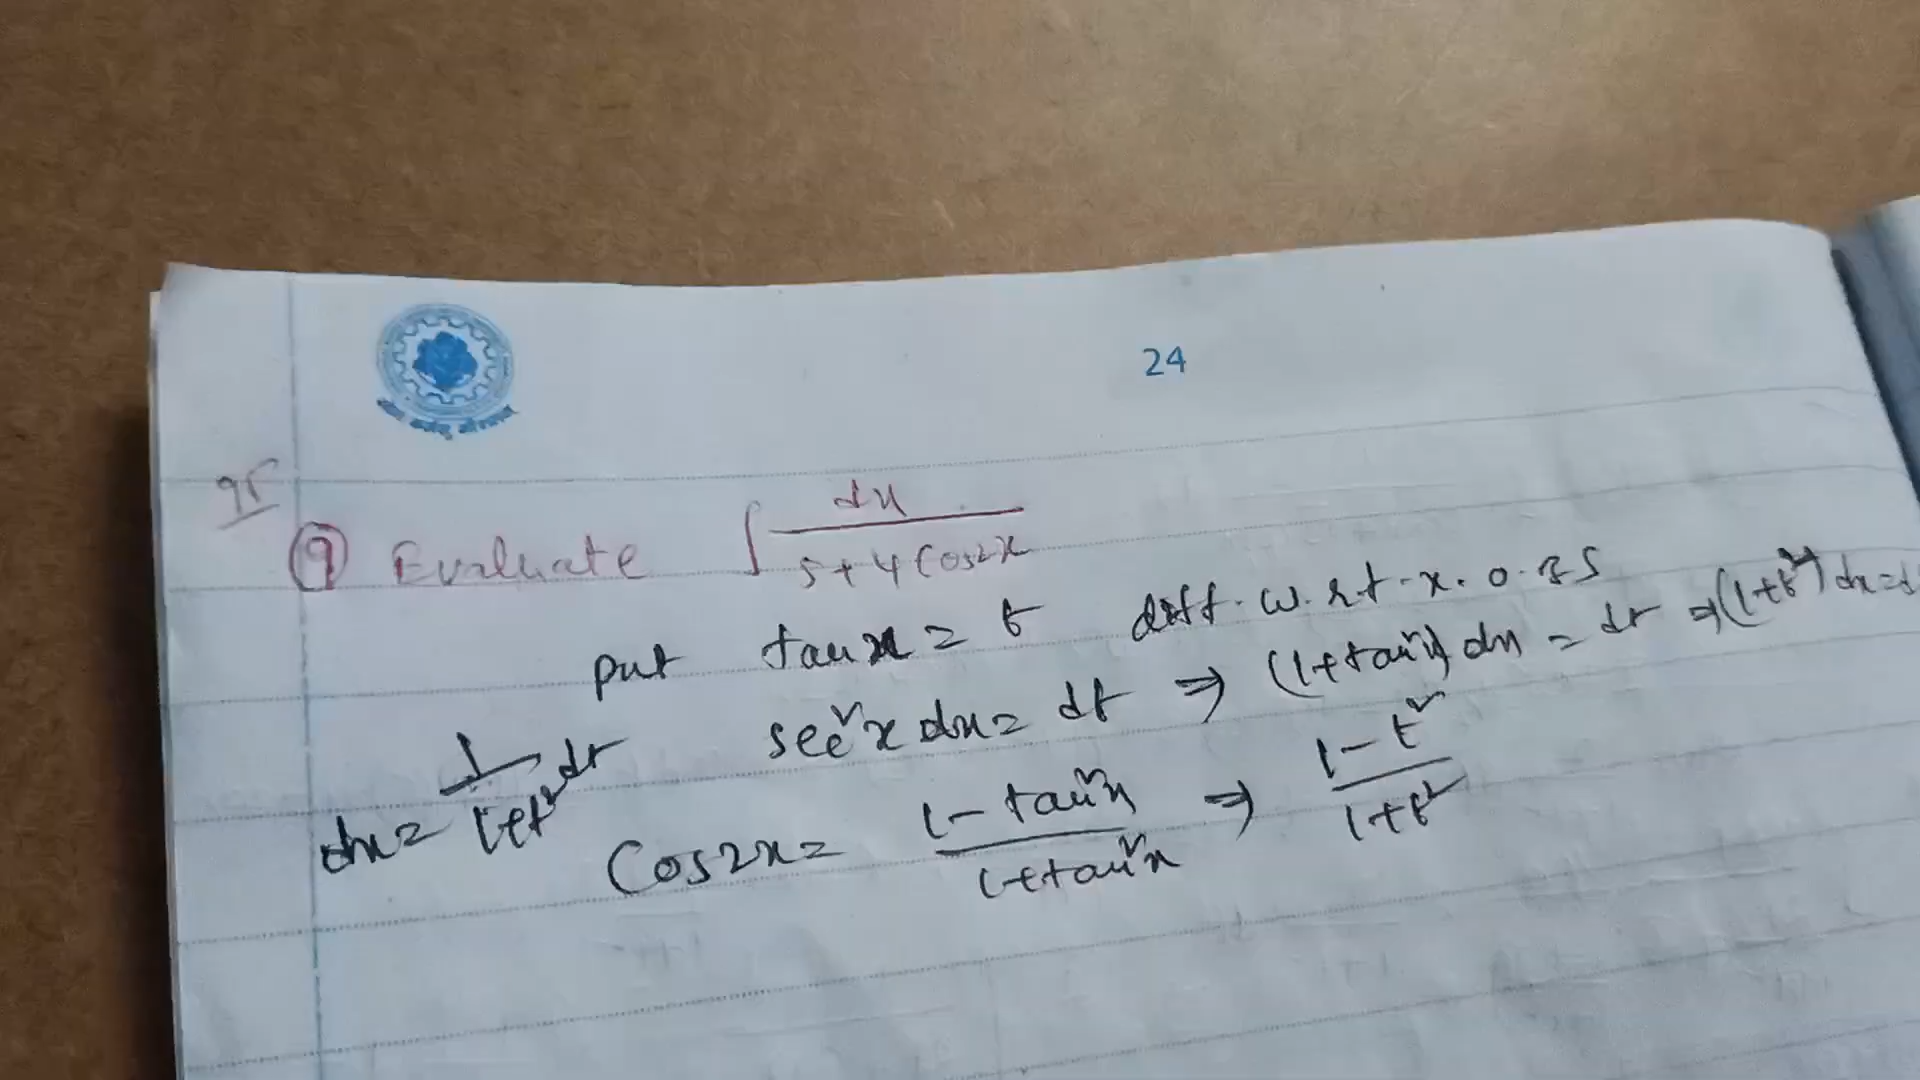 24
9 Evaluate ∫ dx / 5+4Cos2x
put tan x = t diff. w.r.t. x. o.b.s
sec²x dx = dt ⇒ (1+tan²x) dx = dt ⇒ (1+t²) dx = d
dx = 1/1+t² dt
Cos2x = 1-tan²x / 1+tan²x ⇒ 1-t² / 1+t²